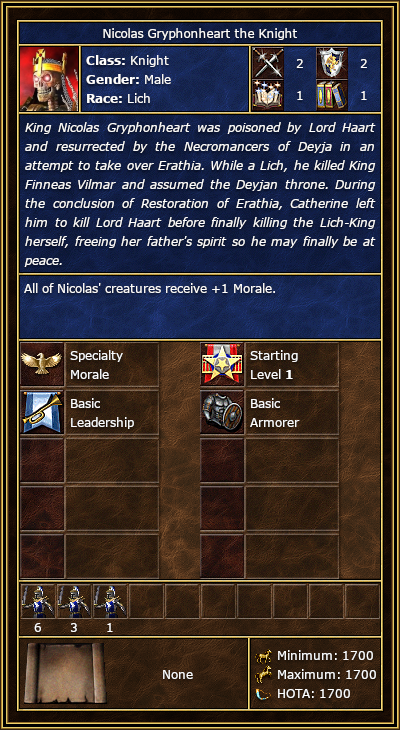 Nicolas Gryphonheart the Knight
Class: Knight
Gender: Male
Race: Lich
2
2
1
1
King Nicolas Gryphonheart was poisoned by Lord Haart
and resurrected by the Necromancers of Deyja in an
attempt to take over Erathia. While a Lich, he killed King
Finneas Vilmar and assumed the Deyjan throne. During
the conclusion of Restoration of Erathia, Catherine left
him to kill Lord Haart before finally killing the Lich-King
herself, freeing her father's spirit so he may finally be at
peace.
All of Nicolas' creatures receive +1 Morale.
Specialty
Morale
Starting
Level 1
Basic
Leadership
Basic
Armorer
6
3
1
None
Minimum: 1700
Maximum: 1700
HOTA: 1700